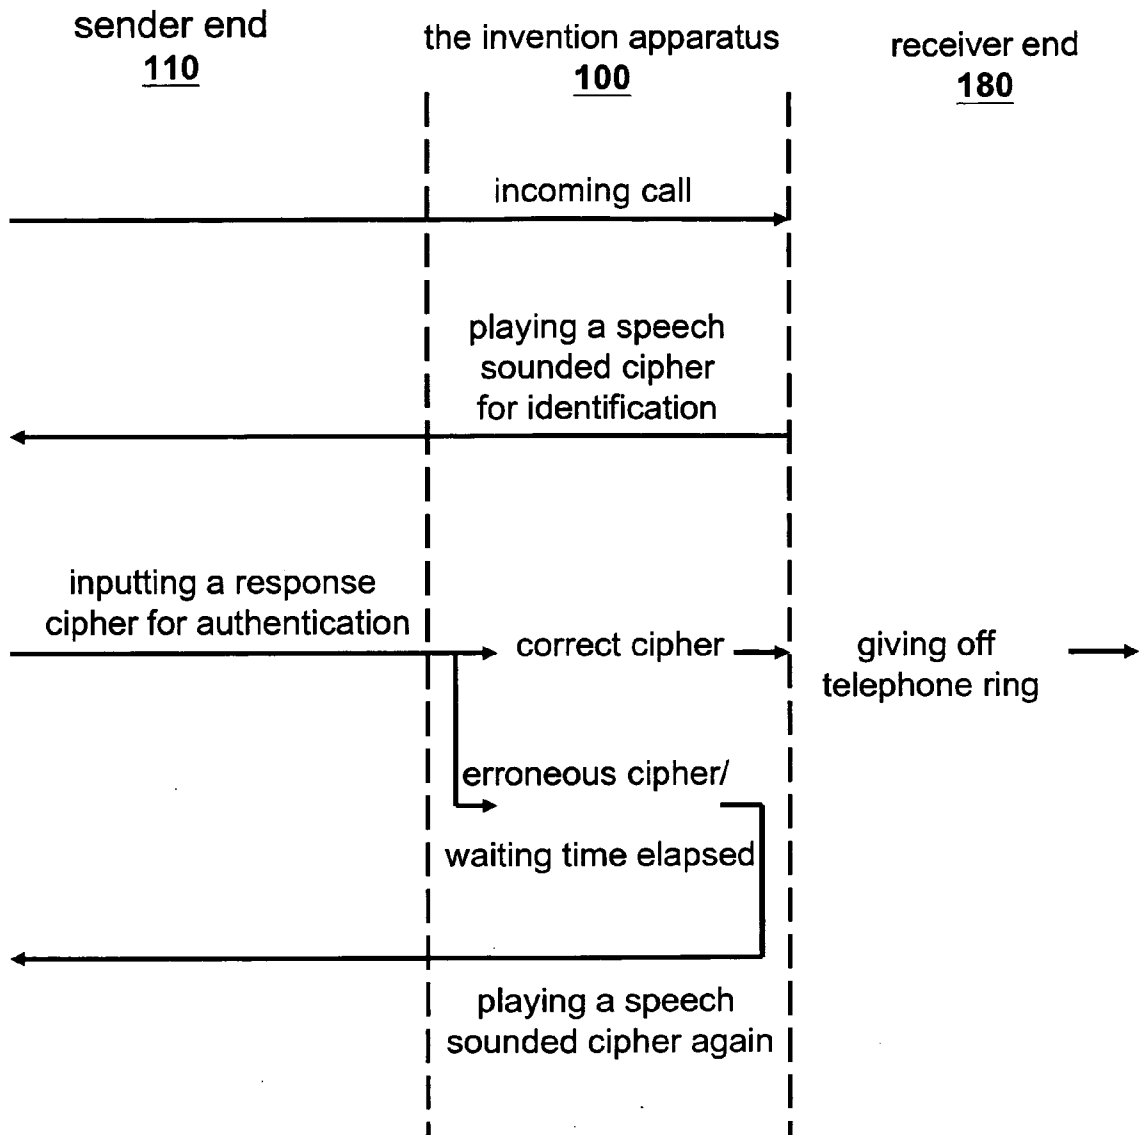 sender end
110
the invention apparatus
100
receiver end
180
incoming call
playing a speech
sounded cipher
for identification
inputting a response
cipher for authentication
correct cipher
giving off
telephone ring
erroneous cipher/
waiting time elapsed
playing a speech
sounded cipher again